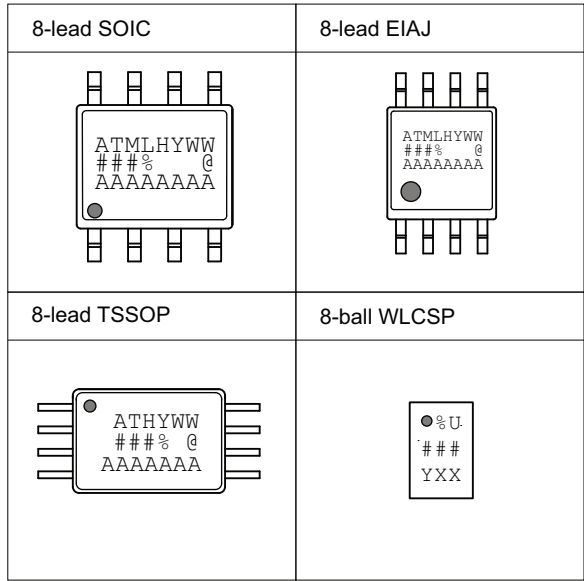 8-lead SOIC
ATMLHYWW
###% @
AAAAAAAA
8-lead EIAJ
ATMLHYWW
###% @
AAAAAAAA
8-lead TSSOP
ATHYWW
###% @
AAAAAAA
8-ball WLCSP
%U
###
YXX